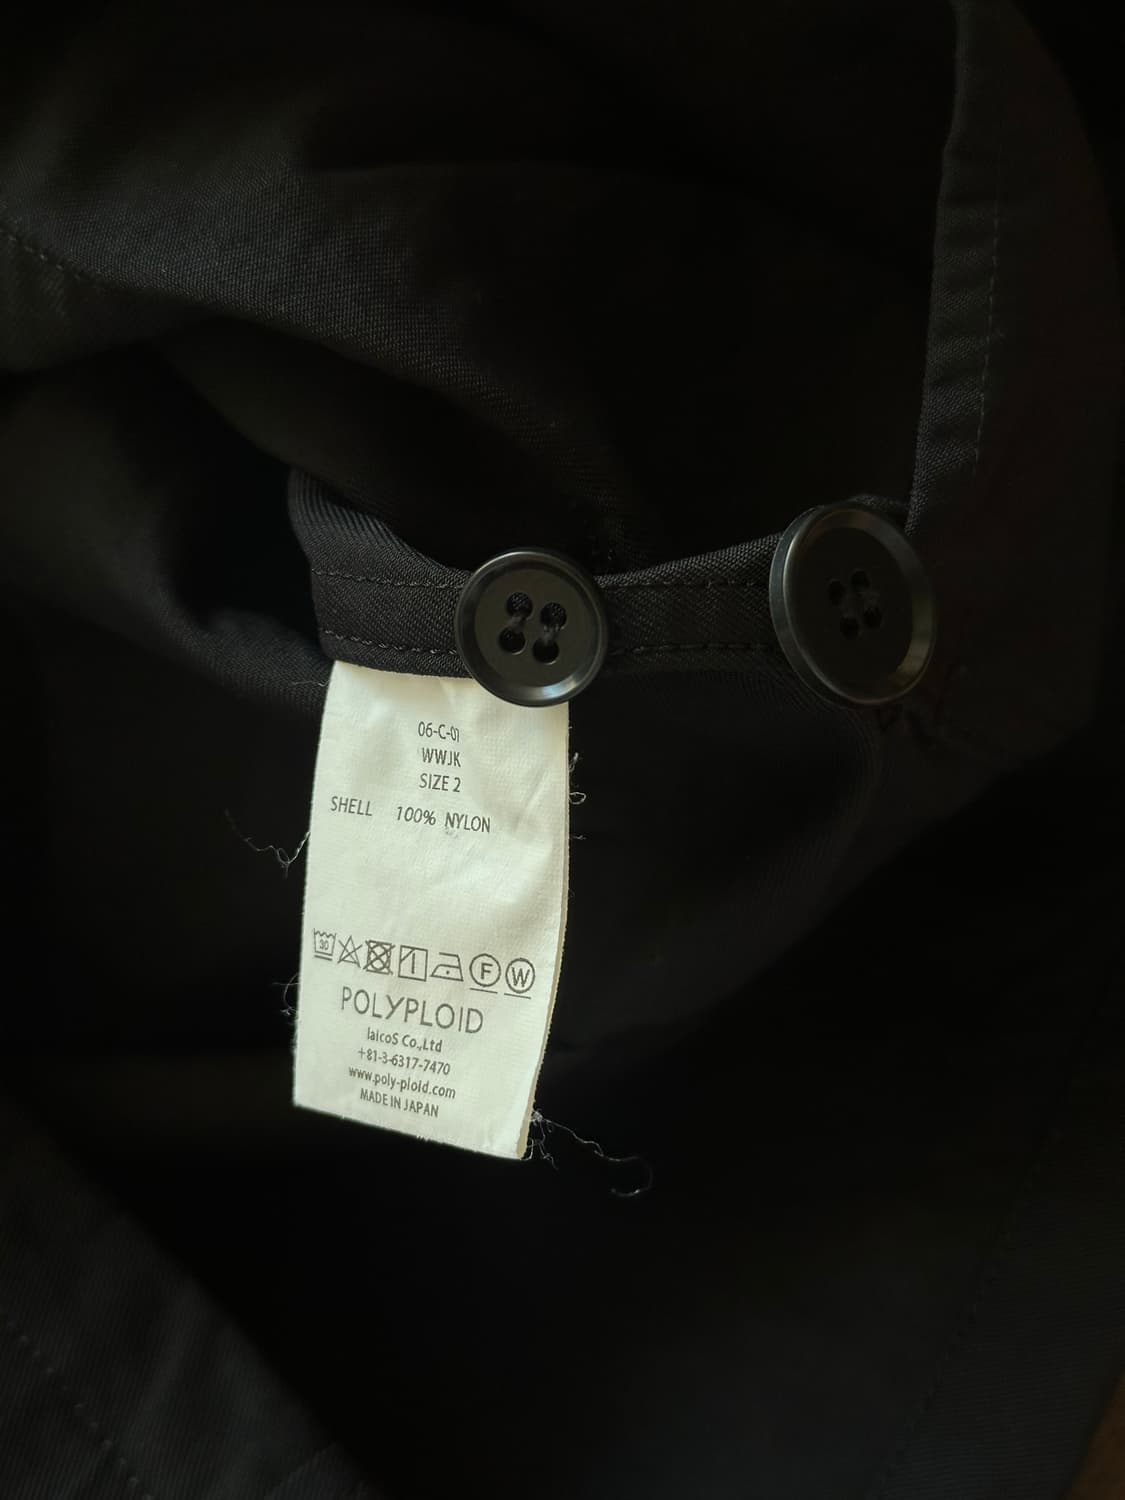 06-C-01
WWJK
SIZE 2
SHELL 100% NYLON
30 F W
POLYPLOID
laicoS Co.,Ltd
+81-3-6317-7470
www.poly-ploid.com
MADE IN JAPAN